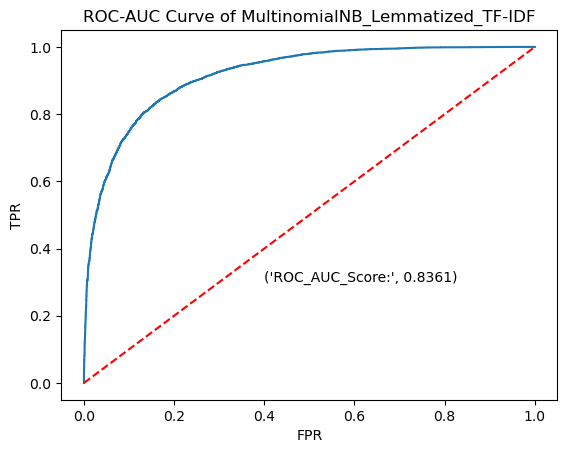 ROC-AUC Curve of MultinomialNB_Lemmatized_TF-IDF
1.0
0.8
0.6
TPR
0.4
('ROC_AUC_Score:', 0.8361)
0.2
0.0
0.0 0.2 0.4 0.6 0.8 1.0
FPR